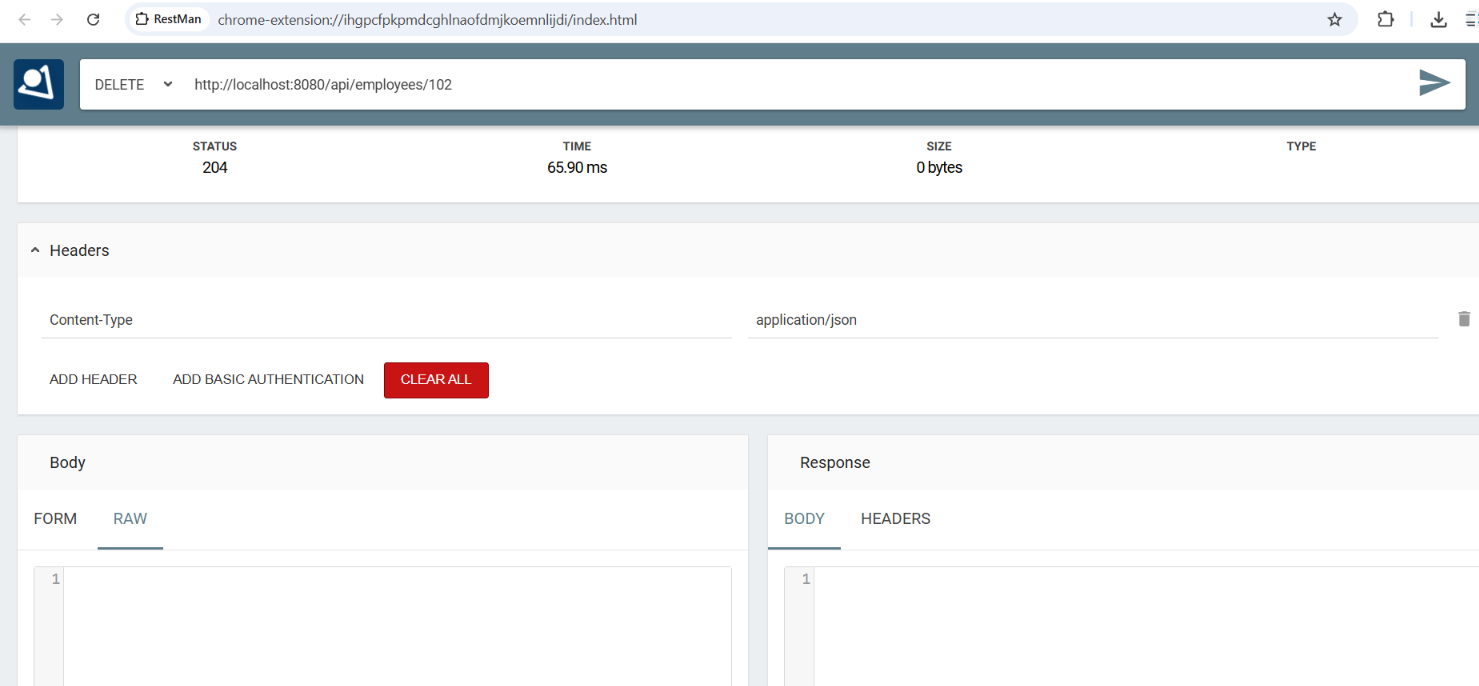 RestMan chrome-extension://ihgpcfpkpmdcghlnaofdmjkoemnlijdi/index.html
DELETE http://localhost:8080/api/employees/102
STATUS TIME SIZE TYPE
204 65.90 ms 0 bytes
Headers
Content-Type application/json
ADD HEADER ADD BASIC AUTHENTICATION CLEAR ALL
Body Response
FORM RAW BODY HEADERS
1 1